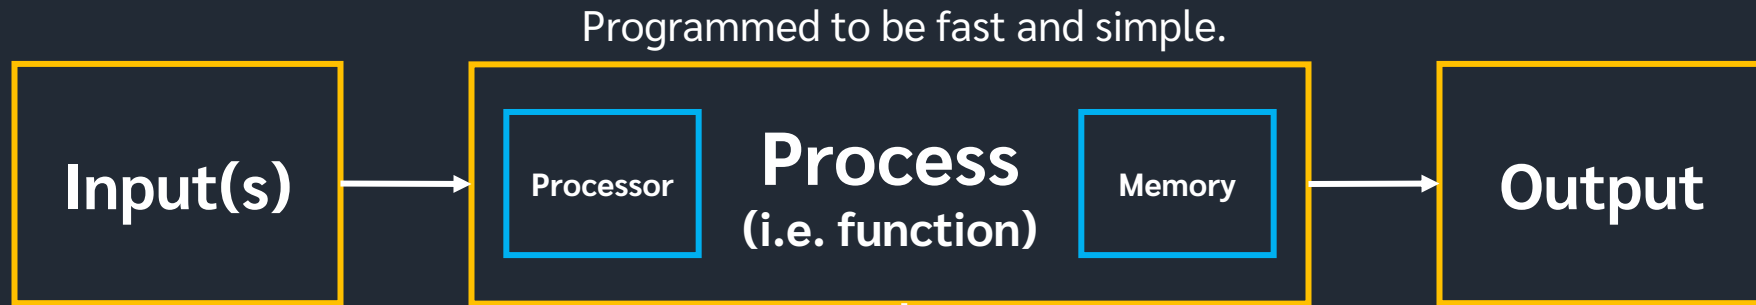 Programmed to be fast and simple.
Input(s)
Processor
Process
(i.e. function)
Memory
Output